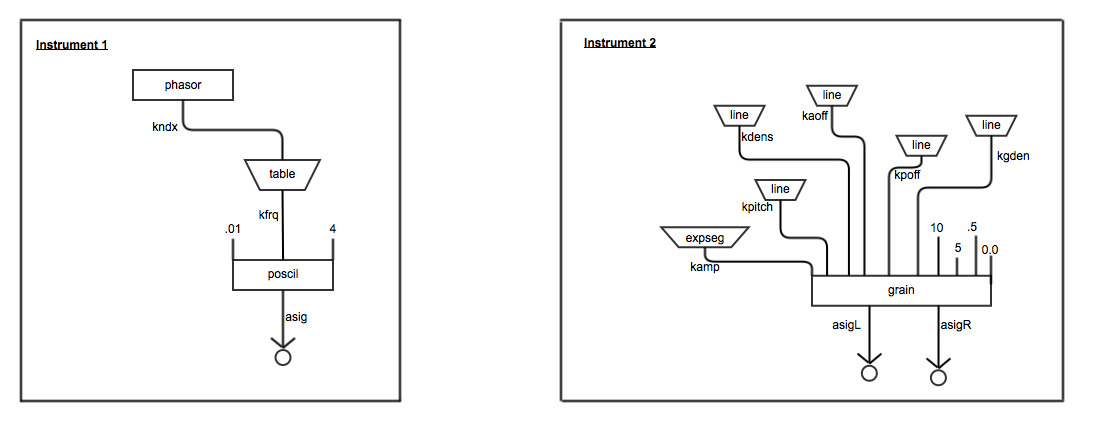 Instrument 1
phasor
kndx
table
kfrq
.01
4
poscil
asig
Instrument 2
line
kaoff
line
kdens
line
kgden
line
kpoff
line
kpitch
expseg
kamp
10
.5
5
0.0
grain
asigL
asigR